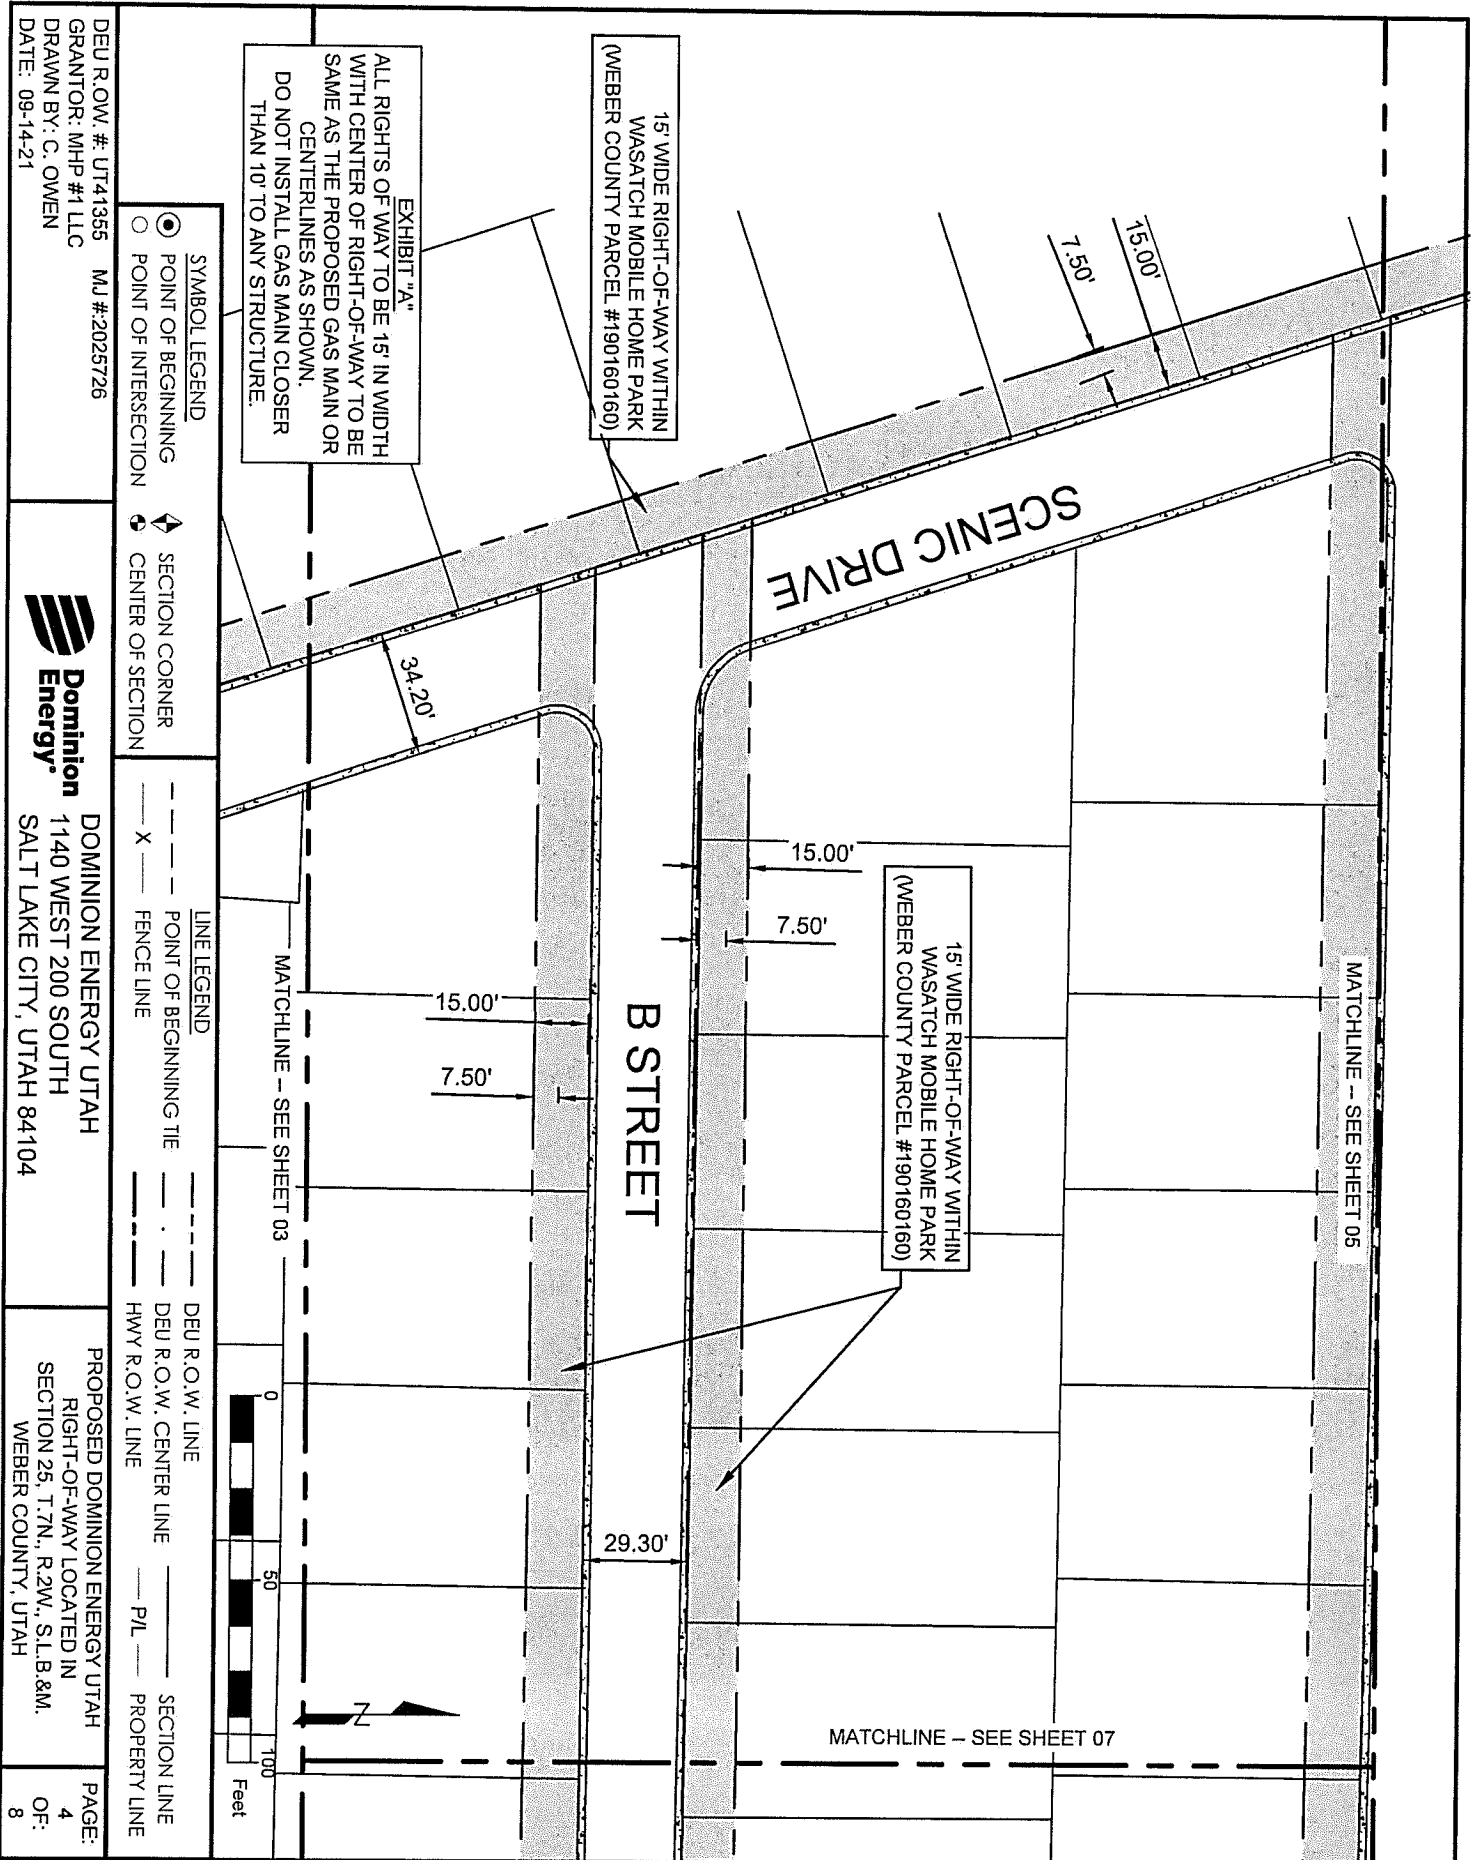 MATCHLINE – SEE SHEET 05
15.00'
7.50'
SCENIC DRIVE
15' WIDE RIGHT-OF-WAY WITHIN
WASATCH MOBILE HOME PARK
(WEBER COUNTY PARCEL #190160160)
15' WIDE RIGHT-OF-WAY WITHIN
WASATCH MOBILE HOME PARK
(WEBER COUNTY PARCEL #190160160)
MATCHLINE – SEE SHEET 07
15.00'
7.50'
B STREET
29.30'
15.00'
7.50'
34.20'
EXHIBIT "A"
ALL RIGHTS OF WAY TO BE 15' IN WIDTH
WITH CENTER OF RIGHT-OF-WAY TO BE
SAME AS THE PROPOSED GAS MAIN OR
CENTERLINES AS SHOWN.
DO NOT INSTALL GAS MAIN CLOSER
THAN 10' TO ANY STRUCTURE.
MATCHLINE – SEE SHEET 03
N
0
50
100
Feet
SYMBOL LEGEND
POINT OF BEGINNING
POINT OF INTERSECTION
SECTION CORNER
CENTER OF SECTION
LINE LEGEND
POINT OF BEGINNING TIE
X
FENCE LINE
DEU R.O.W. LINE
DEU R.O.W. CENTER LINE
HWY R.O.W. LINE
SECTION LINE
P/L
PROPERTY LINE
DEU R.OW. #: UT41355 MJ #:2025726
GRANTOR: MHP #1 LLC
DRAWN BY: C. OWEN
DATE: 09-14-21
Dominion
Energy®
DOMINION ENERGY UTAH
1140 WEST 200 SOUTH
SALT LAKE CITY, UTAH 84104
PROPOSED DOMINION ENERGY UTAH
RIGHT-OF-WAY LOCATED IN
SECTION 25, T.7N., R.2W., S.L.B.&M.
WEBER COUNTY, UTAH
PAGE:
4
OF:
8